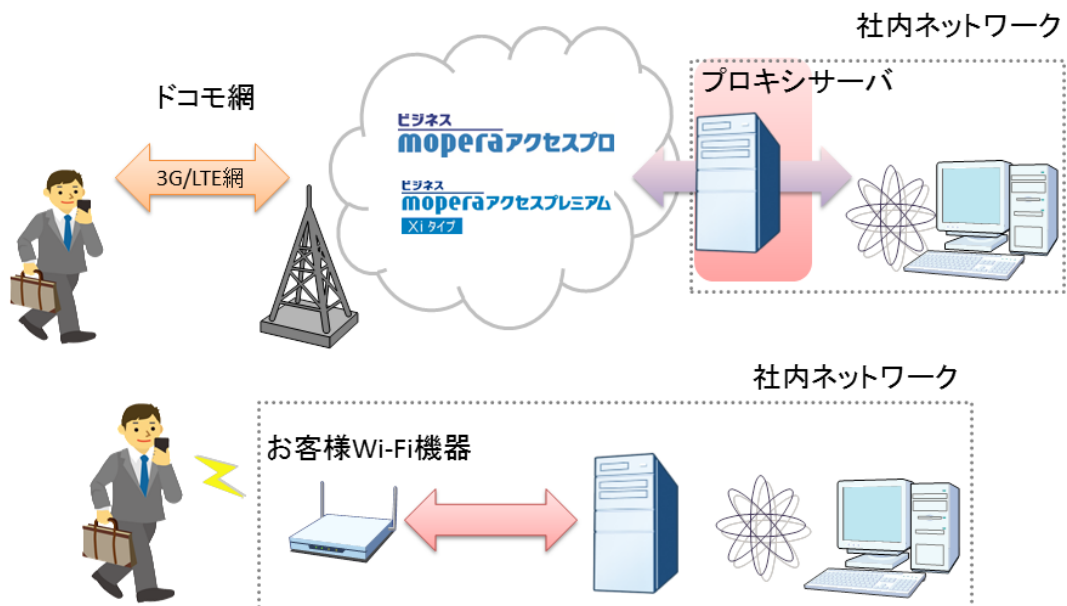 社内ネットワーク
プロキシサーバ
ドコモ網
3G/LTE網
ビジネス
moperaアクセスプロ
ビジネス
moperaアクセスプレミアム
Xiタイプ
社内ネットワーク
お客様Wi-Fi機器